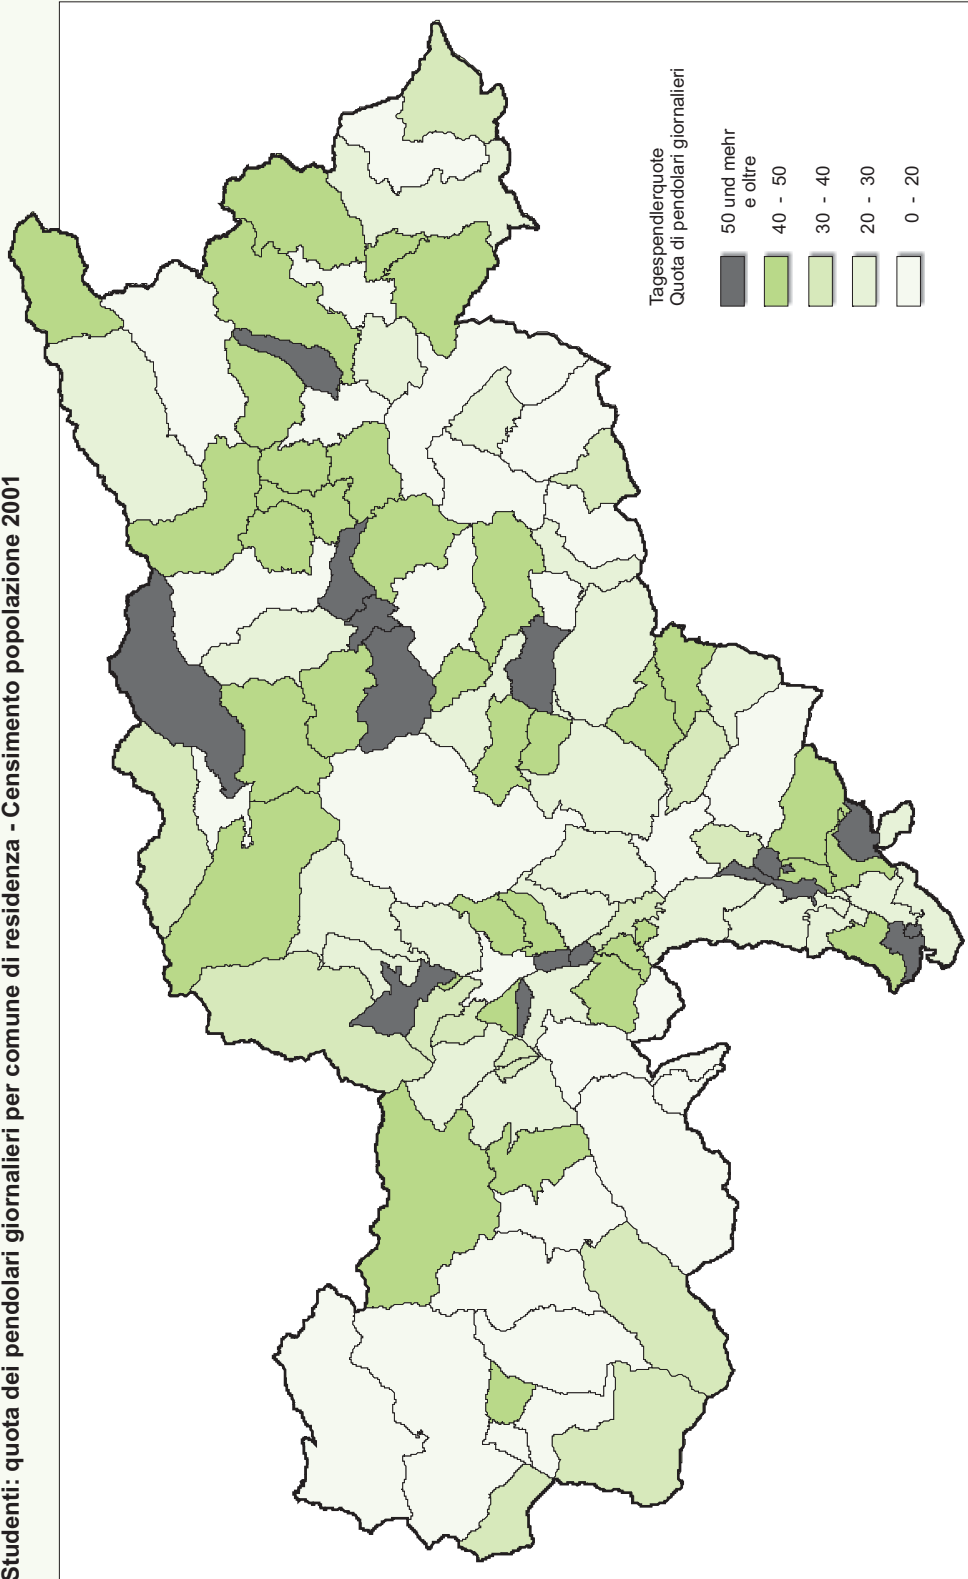 Studenti: quota dei pendolari giornalieri per comune di residenza - Censimento popolazione 2001
Tagespendlerquote
Quota di pendolari giornalieri
50 und mehr
e oltre
40 - 50
30 - 40
20 - 30
0 - 20